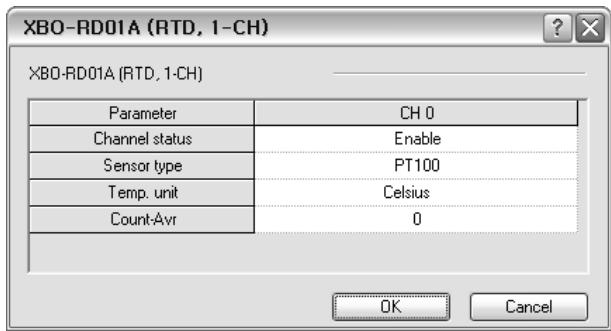 XBO-RD01A (RTD, 1-CH)
?
XBO-RD01A (RTD, 1-CH)
Parameter CH 0
Channel status Enable
Sensor type PT100
Temp. unit Celsius
Count-Avr 0
OK Cancel